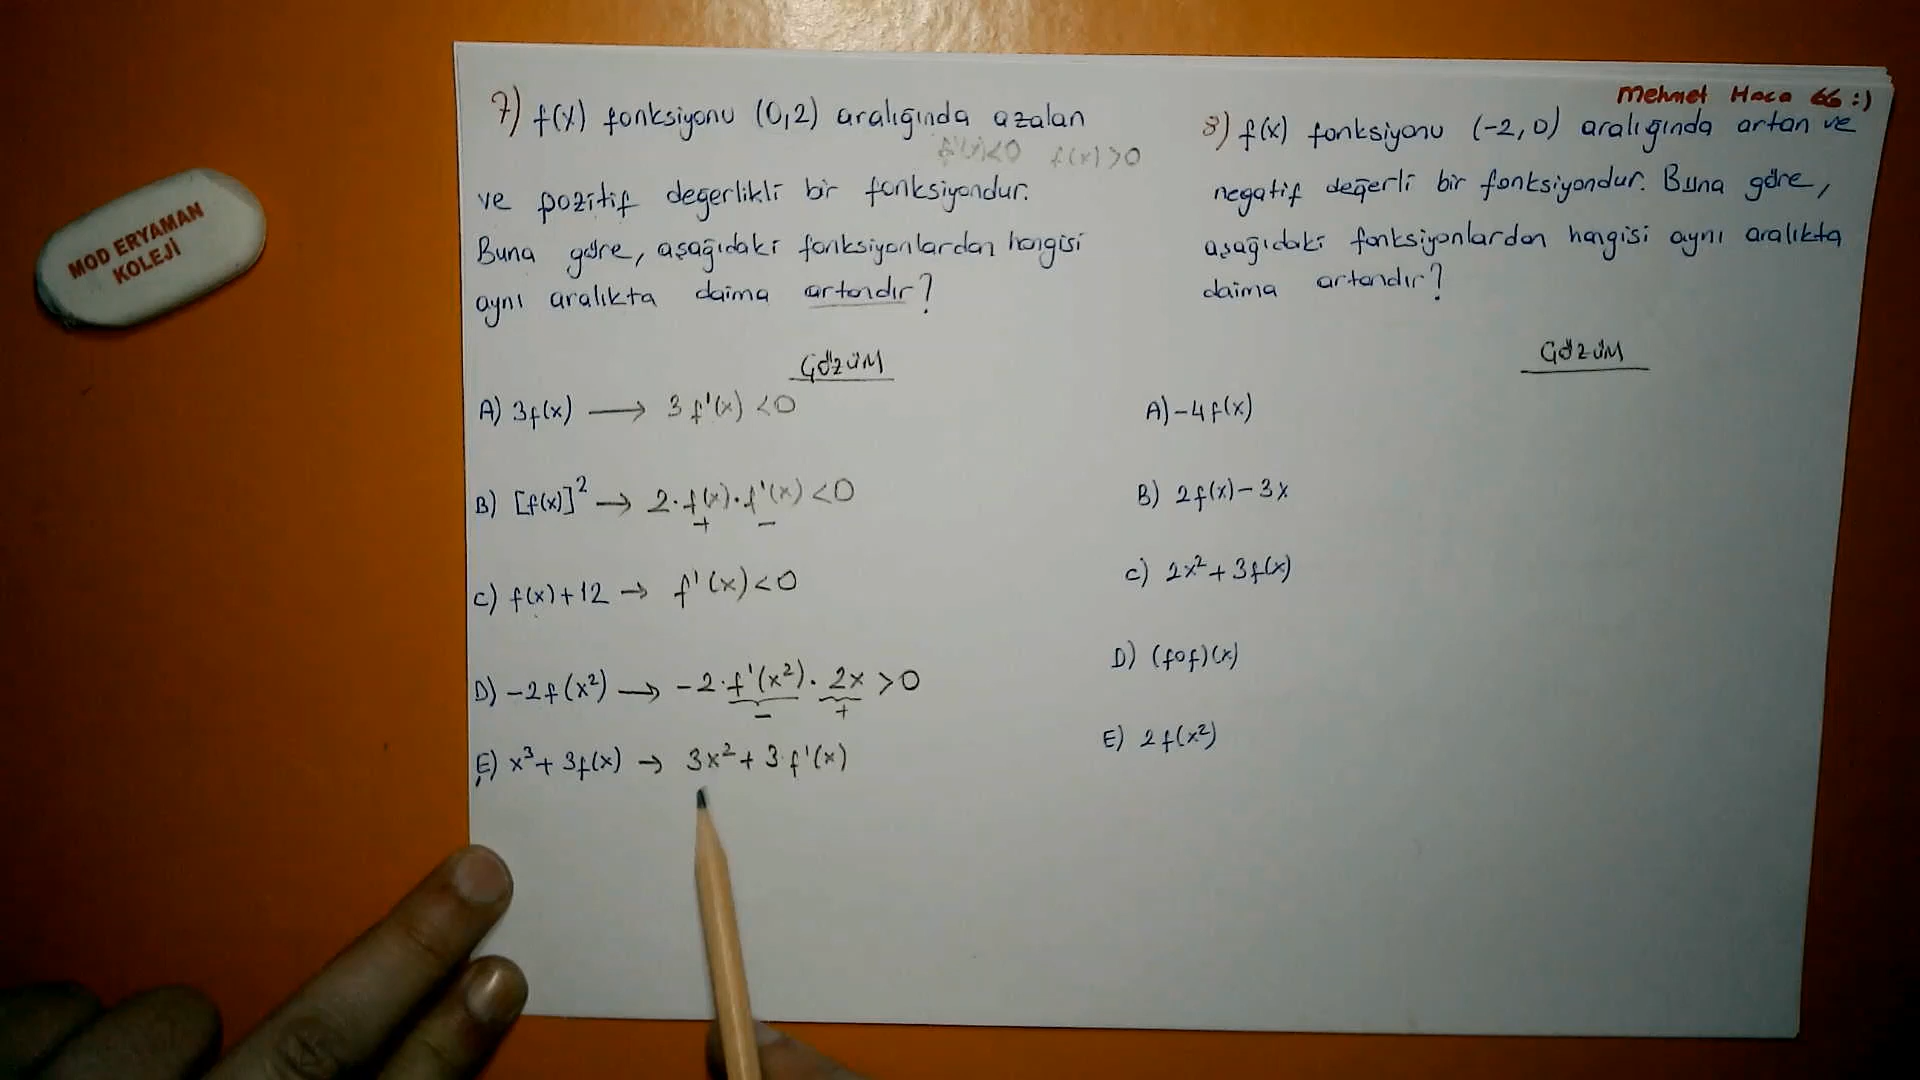 MOD ERYAMAN
KOLEJİ
Mehmet Hoca 66 :)
7) f(x) fonksiyonu (0,2) aralığında azalan
f'(x)<0 f(x)>0
ve pozitif değerlikli bir fonksiyondur.
Buna göre, aşağıdaki fonksiyonlardan hangisi
aynı aralıkta daima artandır?
ÇÖZÜM
A) 3f(x) → 3f'(x) <0
B) [f(x)]² → 2·f(x)·f'(x) <0
+ −
C) f(x)+12 → f'(x)<0
D) −2f(x²) → −2·f'(x²)·2x >0
− +
E) x³+3f(x) → 3x²+3·f'(x)
8) f(x) fonksiyonu (-2,0) aralığında artan ve
negatif değerli bir fonksiyondur. Buna göre,
aşağıdaki fonksiyonlardan hangisi aynı aralıkta
daima artandır?
ÇÖZÜM
A) −4f(x)
B) 2f(x)−3x
C) 2x²+3f(x)
D) (fof)(x)
E) 2f(x²)